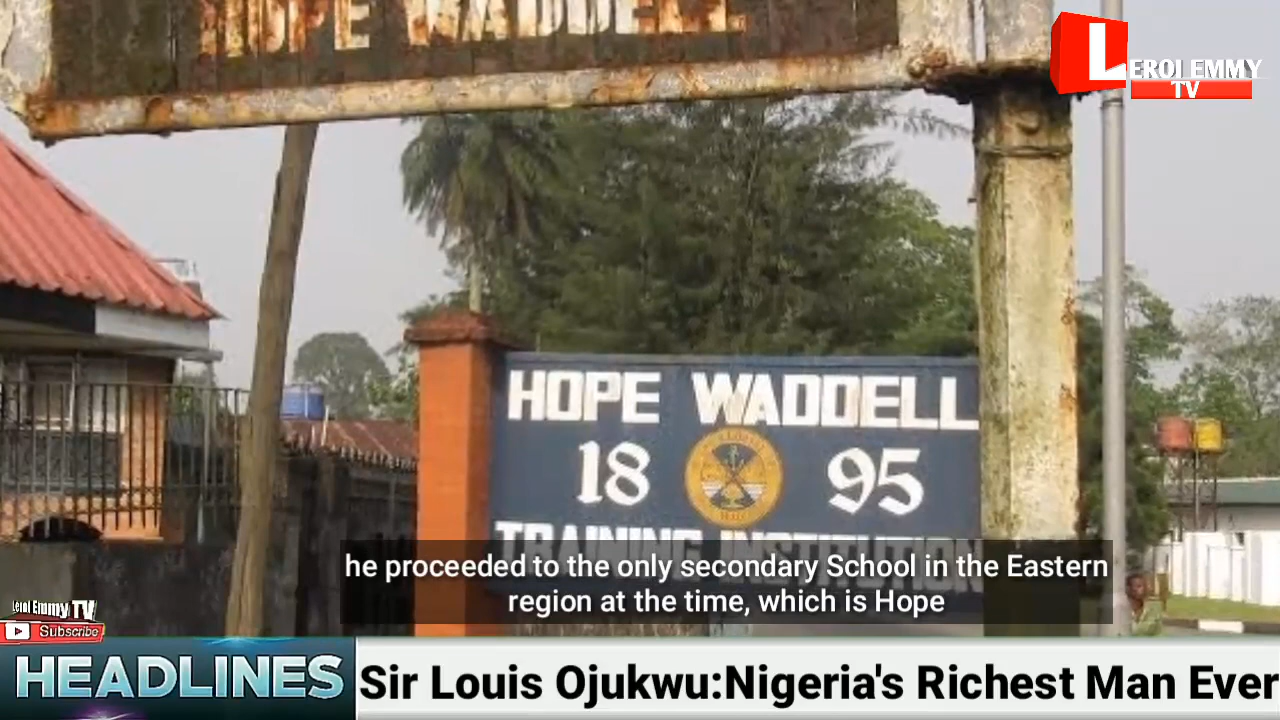 HOPE WADDELL
LEROI EMMY
TV
HOPE WADDELL
18 95
TRAINING INSTITUTION
he proceeded to the only secondary School in the Eastern
region at the time, which is Hope
Leroi Emmy TV
Subscribe
HEADLINES
Sir Louis Ojukwu:Nigeria's Richest Man Ever